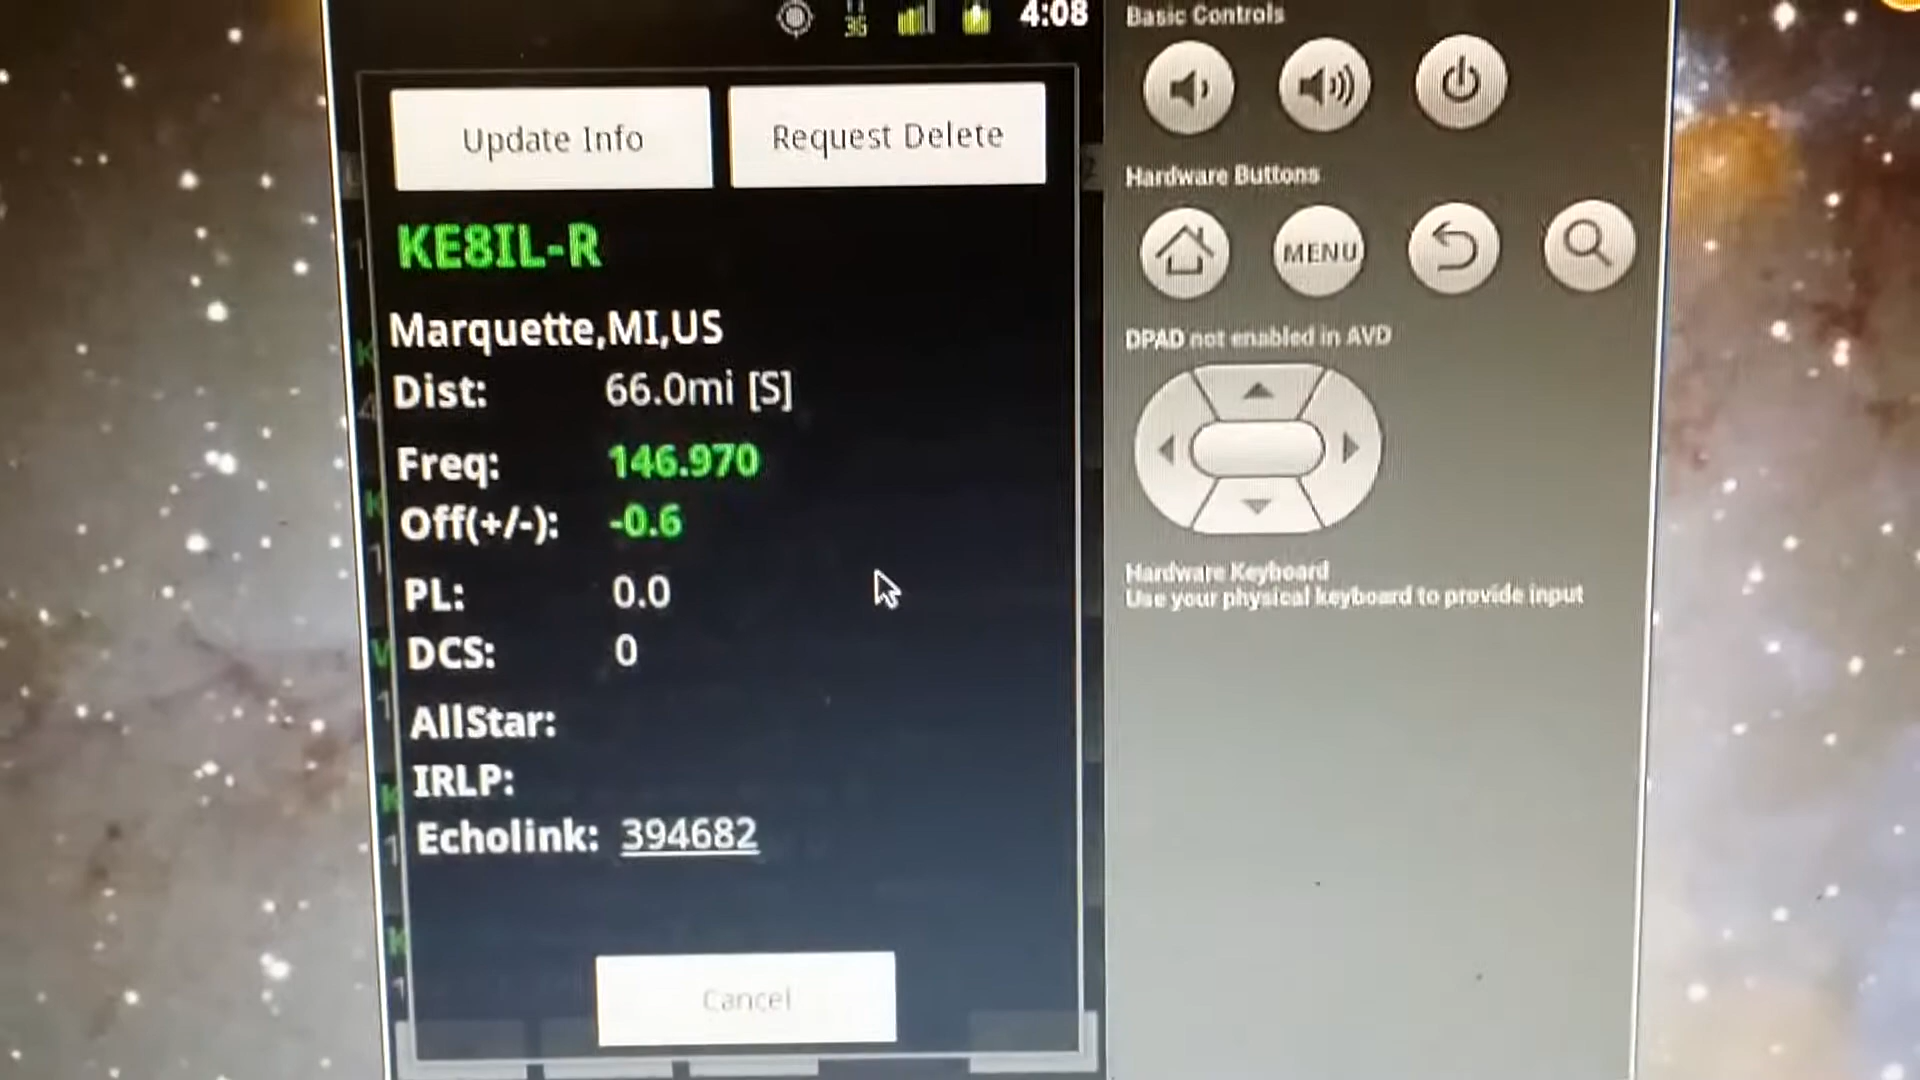 3G 4:08
Update Info Request Delete
KE8IL-R
Marquette,MI,US
Dist: 66.0mi [S]
Freq: 146.970
Off(+/-): -0.6
PL: 0.0
DCS: 0
AllStar:
IRLP:
Echolink: 394682
Cancel
Basic Controls
Hardware Buttons
MENU
DPAD not enabled in AVD
Hardware Keyboard
Use your physical keyboard to provide input